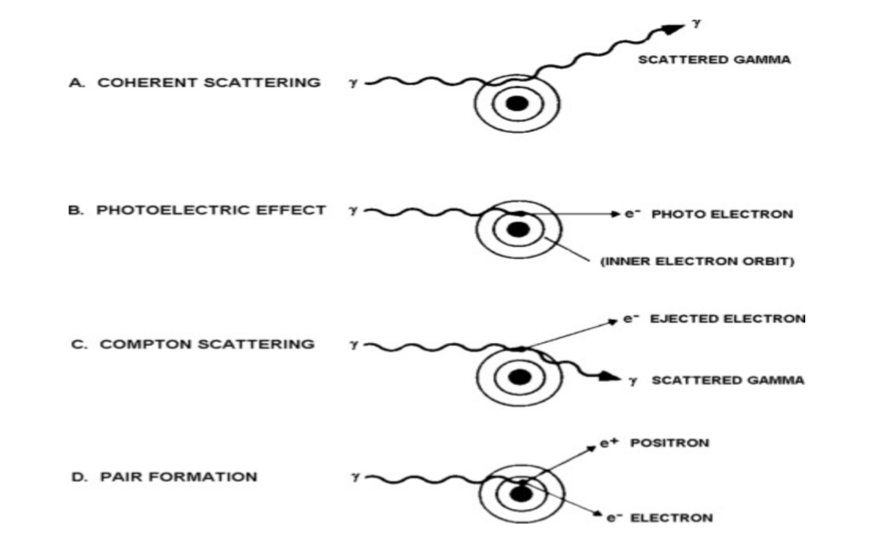 γ
SCATTERED GAMMA
A. COHERENT SCATTERING γ
B. PHOTOELECTRIC EFFECT γ e⁻ PHOTO ELECTRON
(INNER ELECTRON ORBIT)
e⁻ EJECTED ELECTRON
C. COMPTON SCATTERING γ
γ SCATTERED GAMMA
e⁺ POSITRON
D. PAIR FORMATION γ
e⁻ ELECTRON